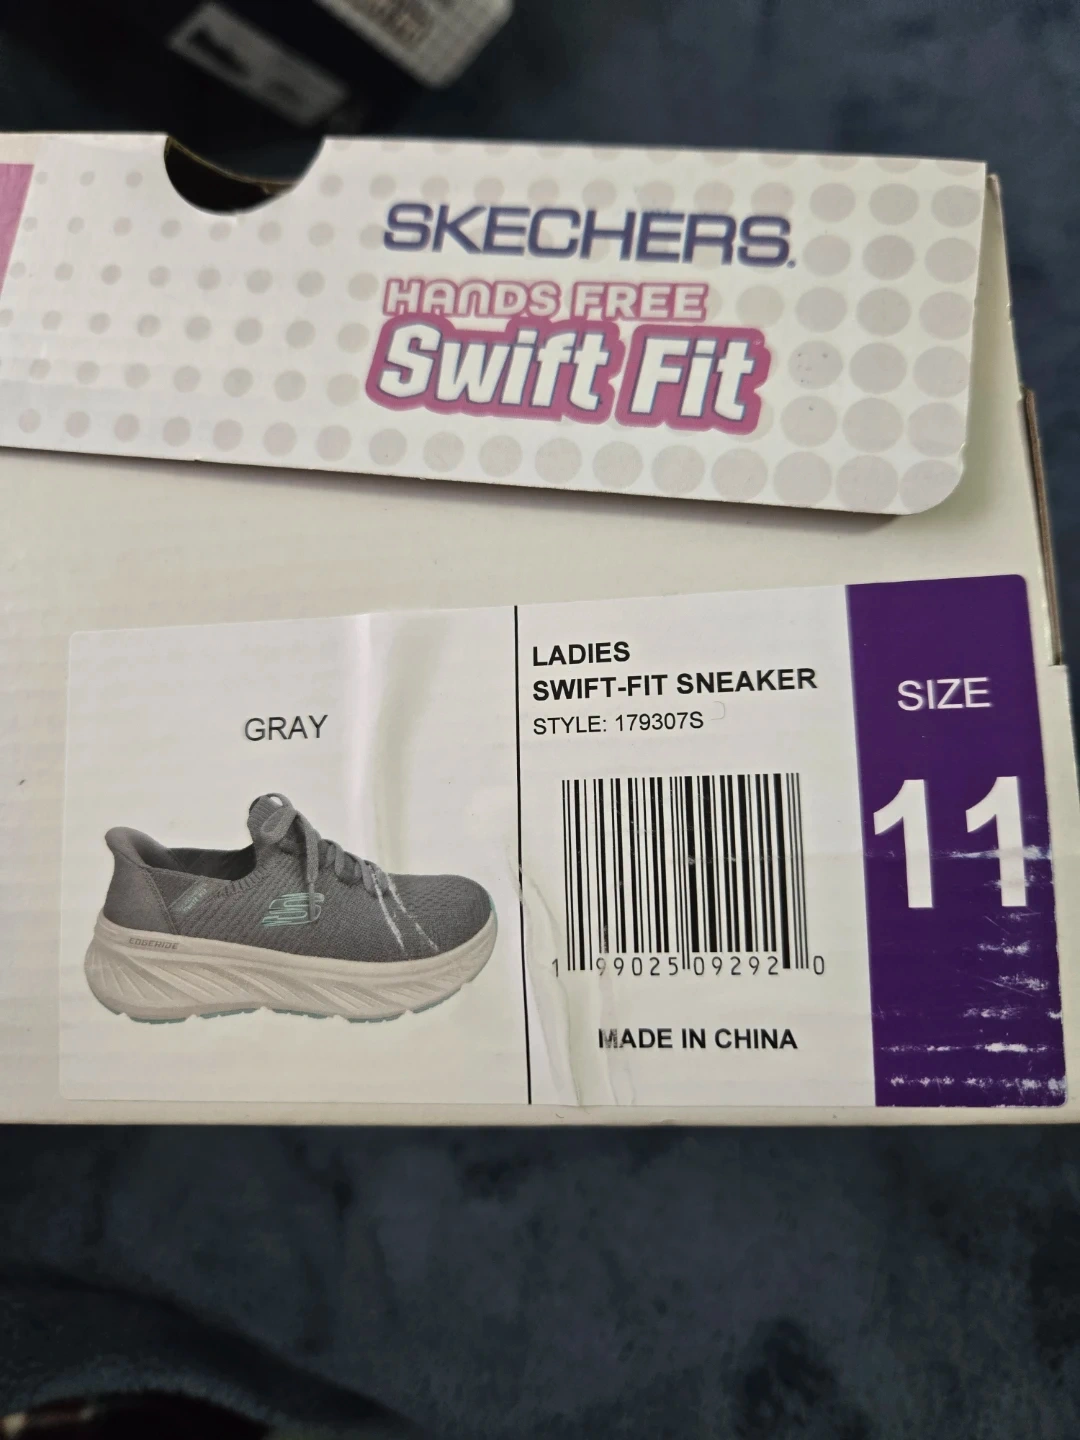 SKECHERS.
HANDS FREE
Swift Fit
GRAY
EDGERIDE
LADIES
SWIFT-FIT SNEAKER
STYLE: 179307S
1 99025 09292 0
MADE IN CHINA
SIZE
11